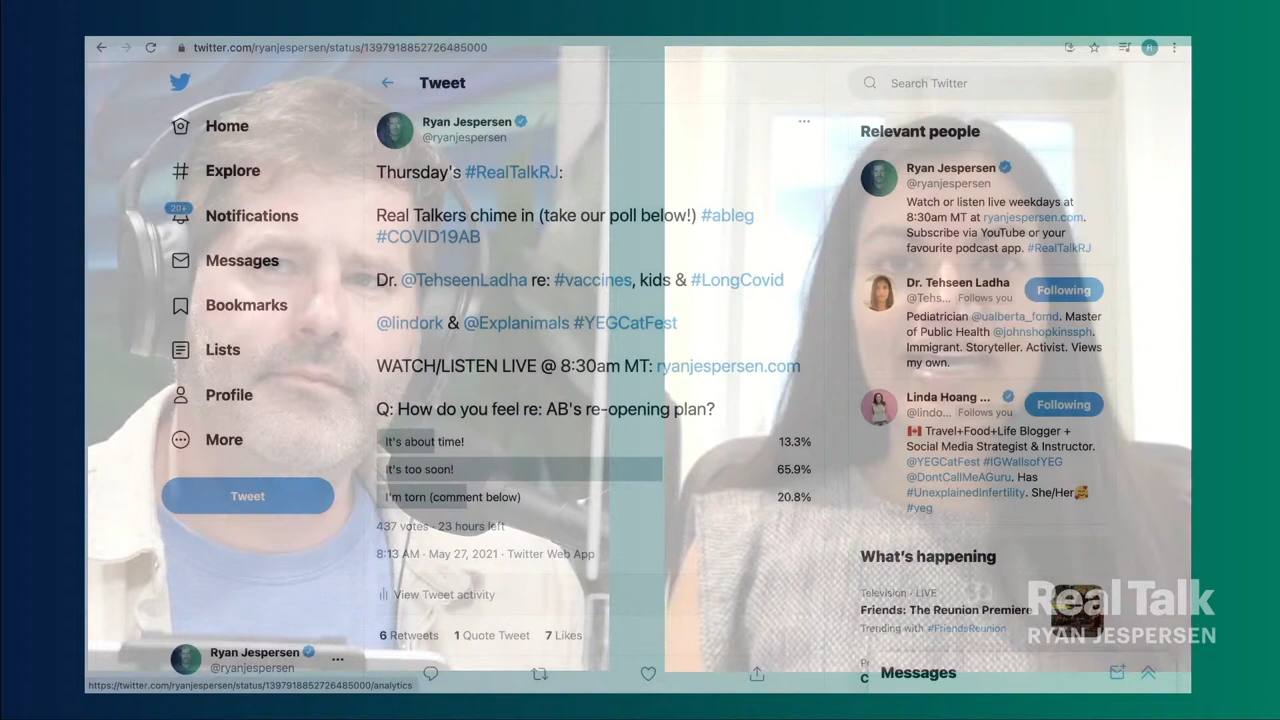 twitter.com/ryanjespersen/status/1397918852726485000
R
Home
Explore
20+
Notifications
Messages
Bookmarks
Lists
Profile
More
Tweet
Ryan Jespersen
@ryanjespersen
...
https://twitter.com/ryanjespersen/status/1397918852726485000/analytics
Tweet
Ryan Jespersen
@ryanjespersen
...
Thursday's #RealTalkRJ:
Real Talkers chime in (take our poll below!) #ableg
#COVID19AB
Dr. @TehseenLadha re: #vaccines, kids & #LongCovid
@lindork & @Explanimals #YEGCatFest
WATCH/LISTEN LIVE @ 8:30am MT: ryanjespersen.com
Q: How do you feel re: AB's re-opening plan?
It's about time! 13.3%
It's too soon! 65.9%
I'm torn (comment below) 20.8%
437 votes · 23 hours left
8:13 AM · May 27, 2021 · Twitter Web App
View Tweet activity
6 Retweets 1 Quote Tweet 7 Likes
Search Twitter
Relevant people
Ryan Jespersen
@ryanjespersen
Watch or listen live weekdays at
8:30am MT at ryanjespersen.com.
Subscribe via YouTube or your
favourite podcast app. #RealTalkRJ
Dr. Tehseen Ladha
@Tehs... Follows you
Following
Pediatrician @ualberta_fomd. Master
of Public Health @johnshopkinssph.
Immigrant. Storyteller. Activist. Views
my own.
Linda Hoang ...
@lindo... Follows you
Following
Travel+Food+Life Blogger +
Social Media Strategist & Instructor.
@YEGCatFest #IGWallsofYEG
@DontCallMeAGuru. Has
#UnexplainedInfertility. She/Her
#yeg
What's happening
Television · LIVE
Friends: The Reunion Premiere
Trending with #FriendsReunion
Messages
Real Talk
RYAN JESPERSEN